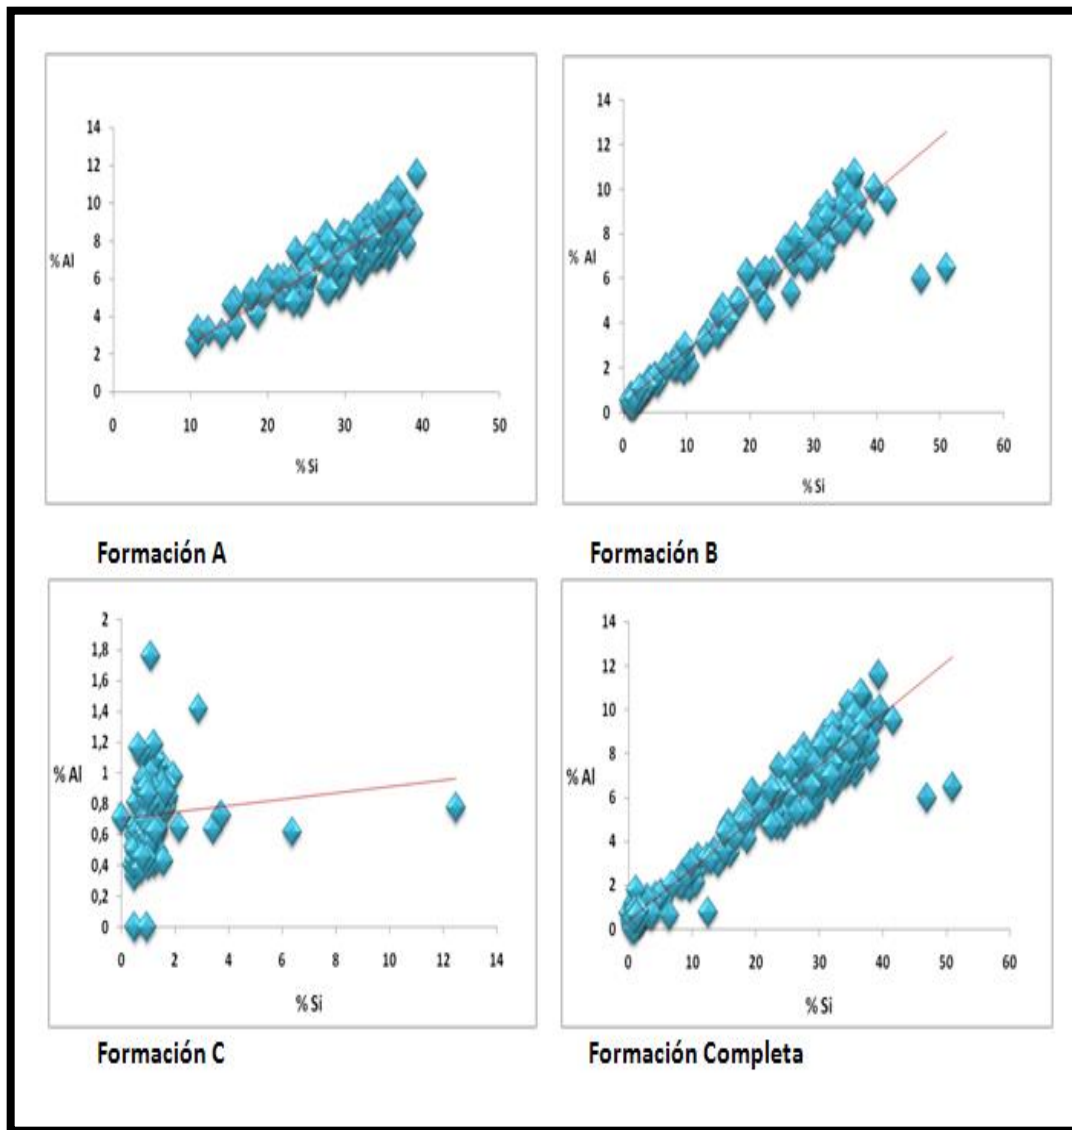 14
12
10
8
% Al
6
4
2
0
0 10 20 30 40 50
% Si
Formación A
14
12
10
8
% Al
6
4
2
0
0 10 20 30 40 50 60
% Si
Formación B
2
1,8
1,6
1,4
1,2
% Al
1
0,8
0,6
0,4
0,2
0
0 2 4 6 8 10 12 14
% Si
Formación C
14
12
10
8
% Al
6
4
2
0
0 10 20 30 40 50 60
% Si
Formación Completa